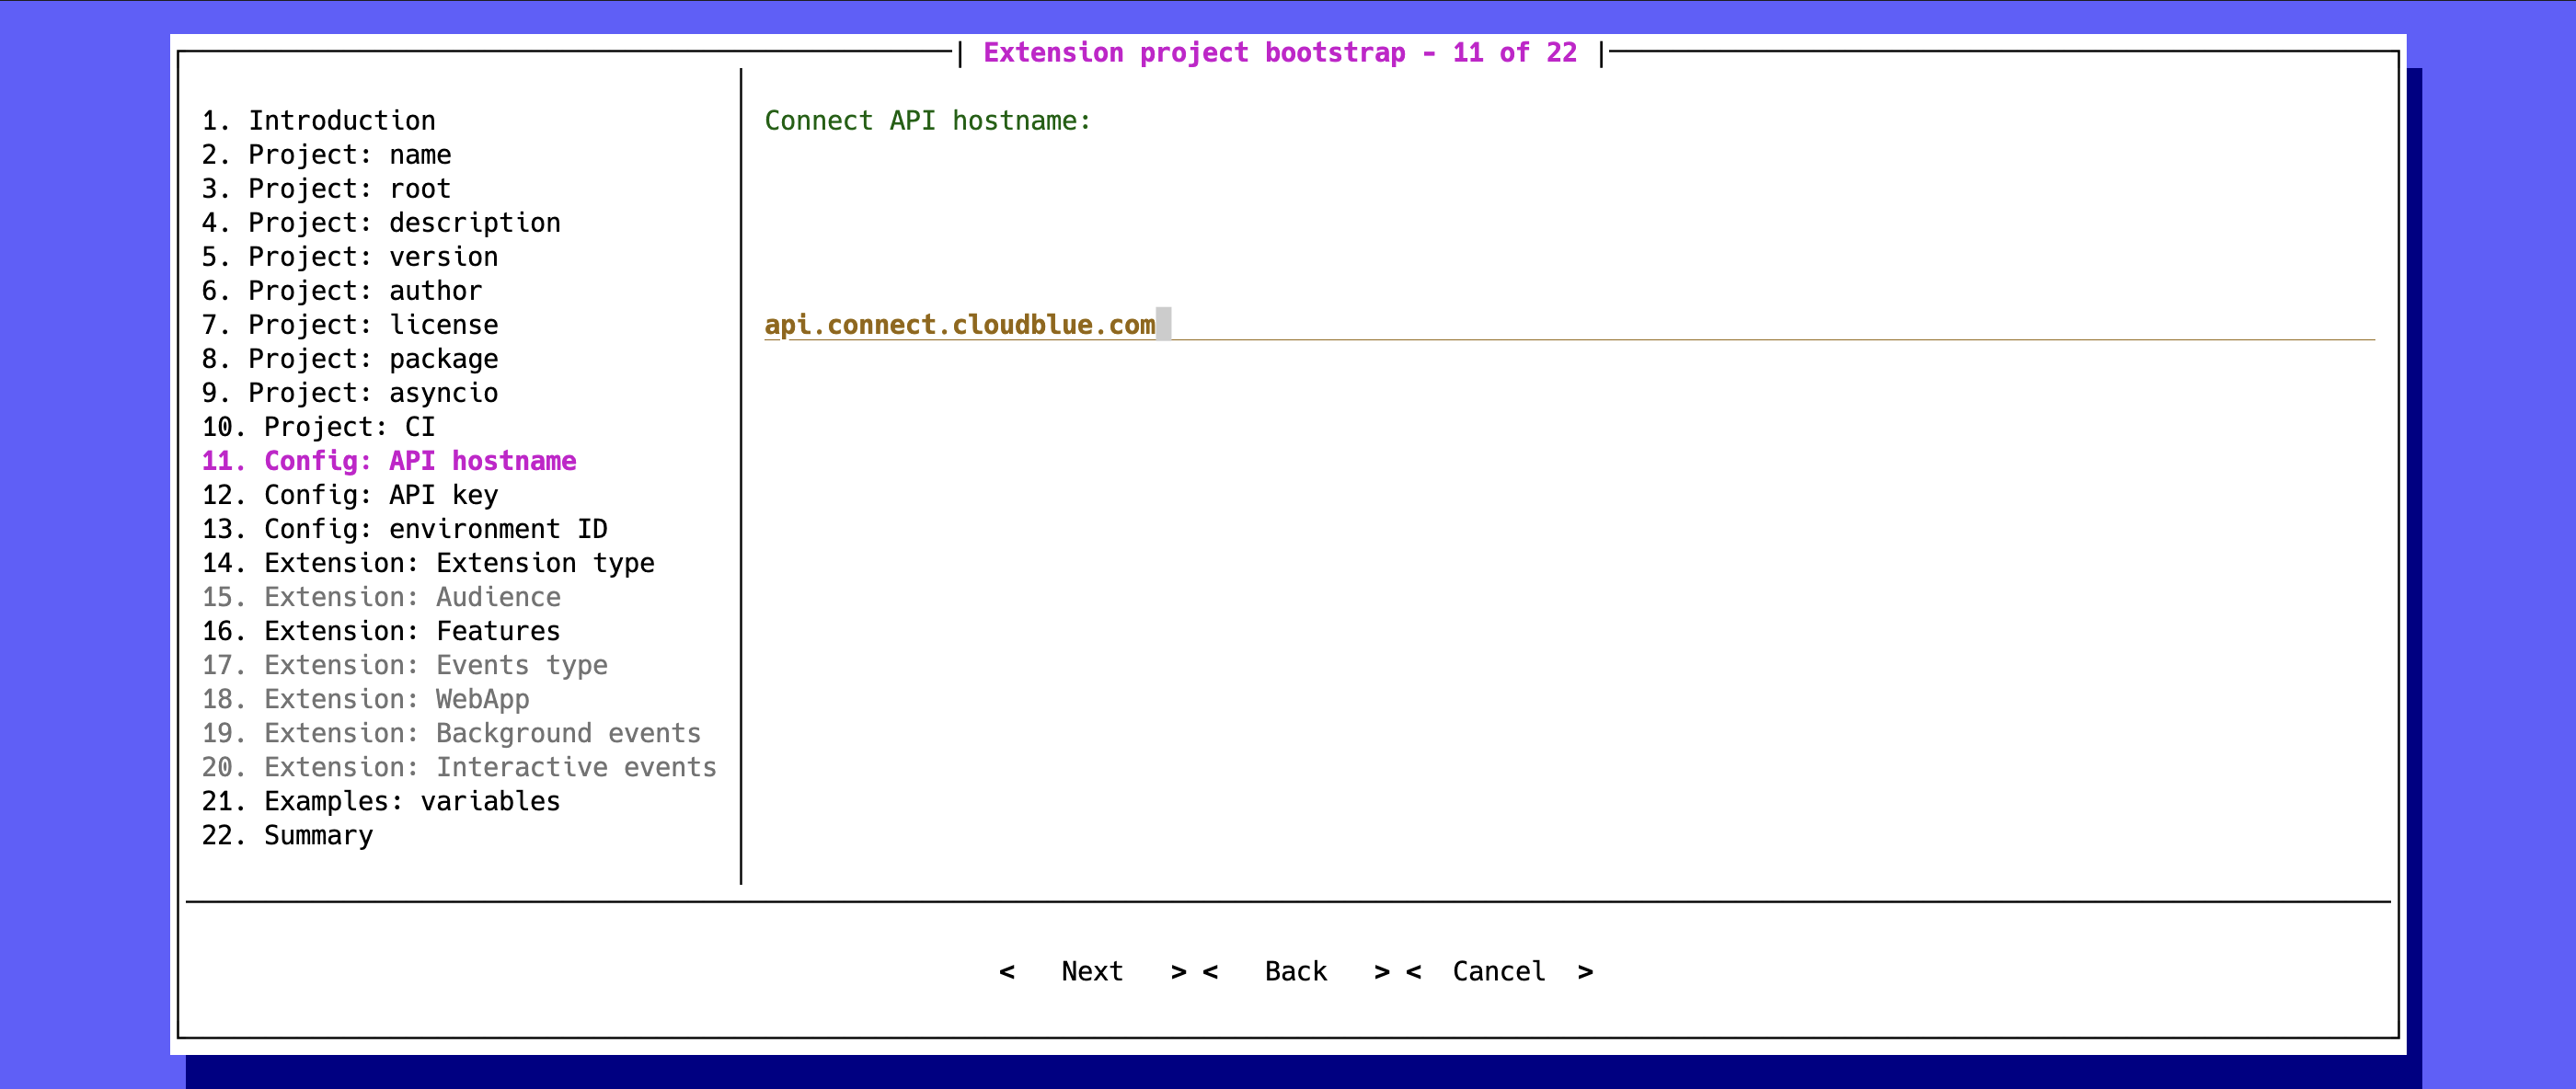 Extension project bootstrap - 11 of 22
1. Introduction
2. Project: name
3. Project: root
4. Project: description
5. Project: version
6. Project: author
7. Project: license
8. Project: package
9. Project: asyncio
10. Project: CI
11. Config: API hostname
12. Config: API key
13. Config: environment ID
14. Extension: Extension type
15. Extension: Audience
16. Extension: Features
17. Extension: Events type
18. Extension: WebApp
19. Extension: Background events
20. Extension: Interactive events
21. Examples: variables
22. Summary
Connect API hostname:
api.connect.cloudblue.com
< Next > < Back > < Cancel >